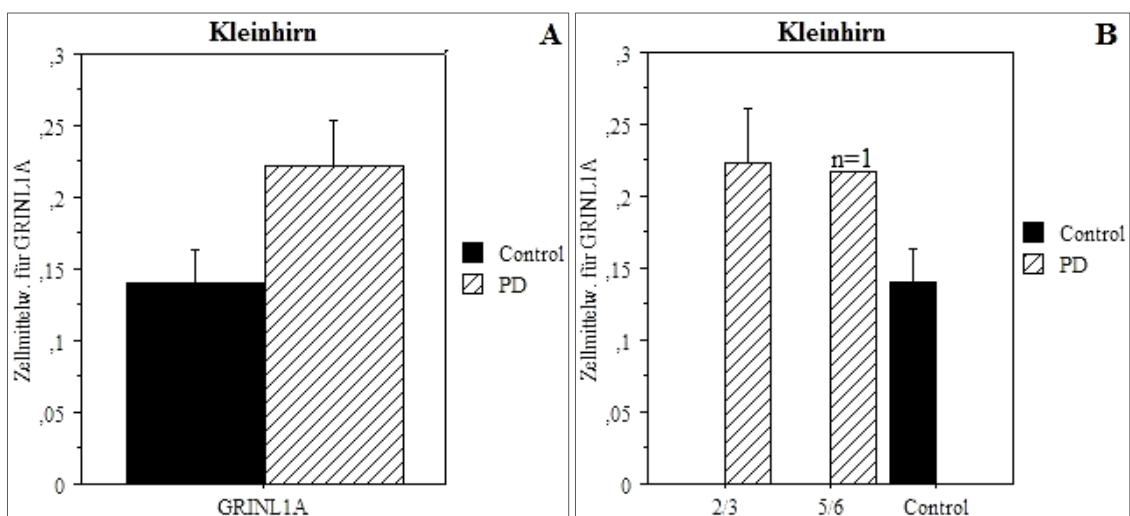 Kleinhirn
A
,3
,25
,2
,15
,1
,05
0
Zellmittelw. für GRINL1A
GRINL1A
Control
PD
Kleinhirn
B
,3
,25
,2
,15
,1
,05
0
Zellmittelw. für GRINL1A
n=1
2/3
5/6
Control
Control
PD